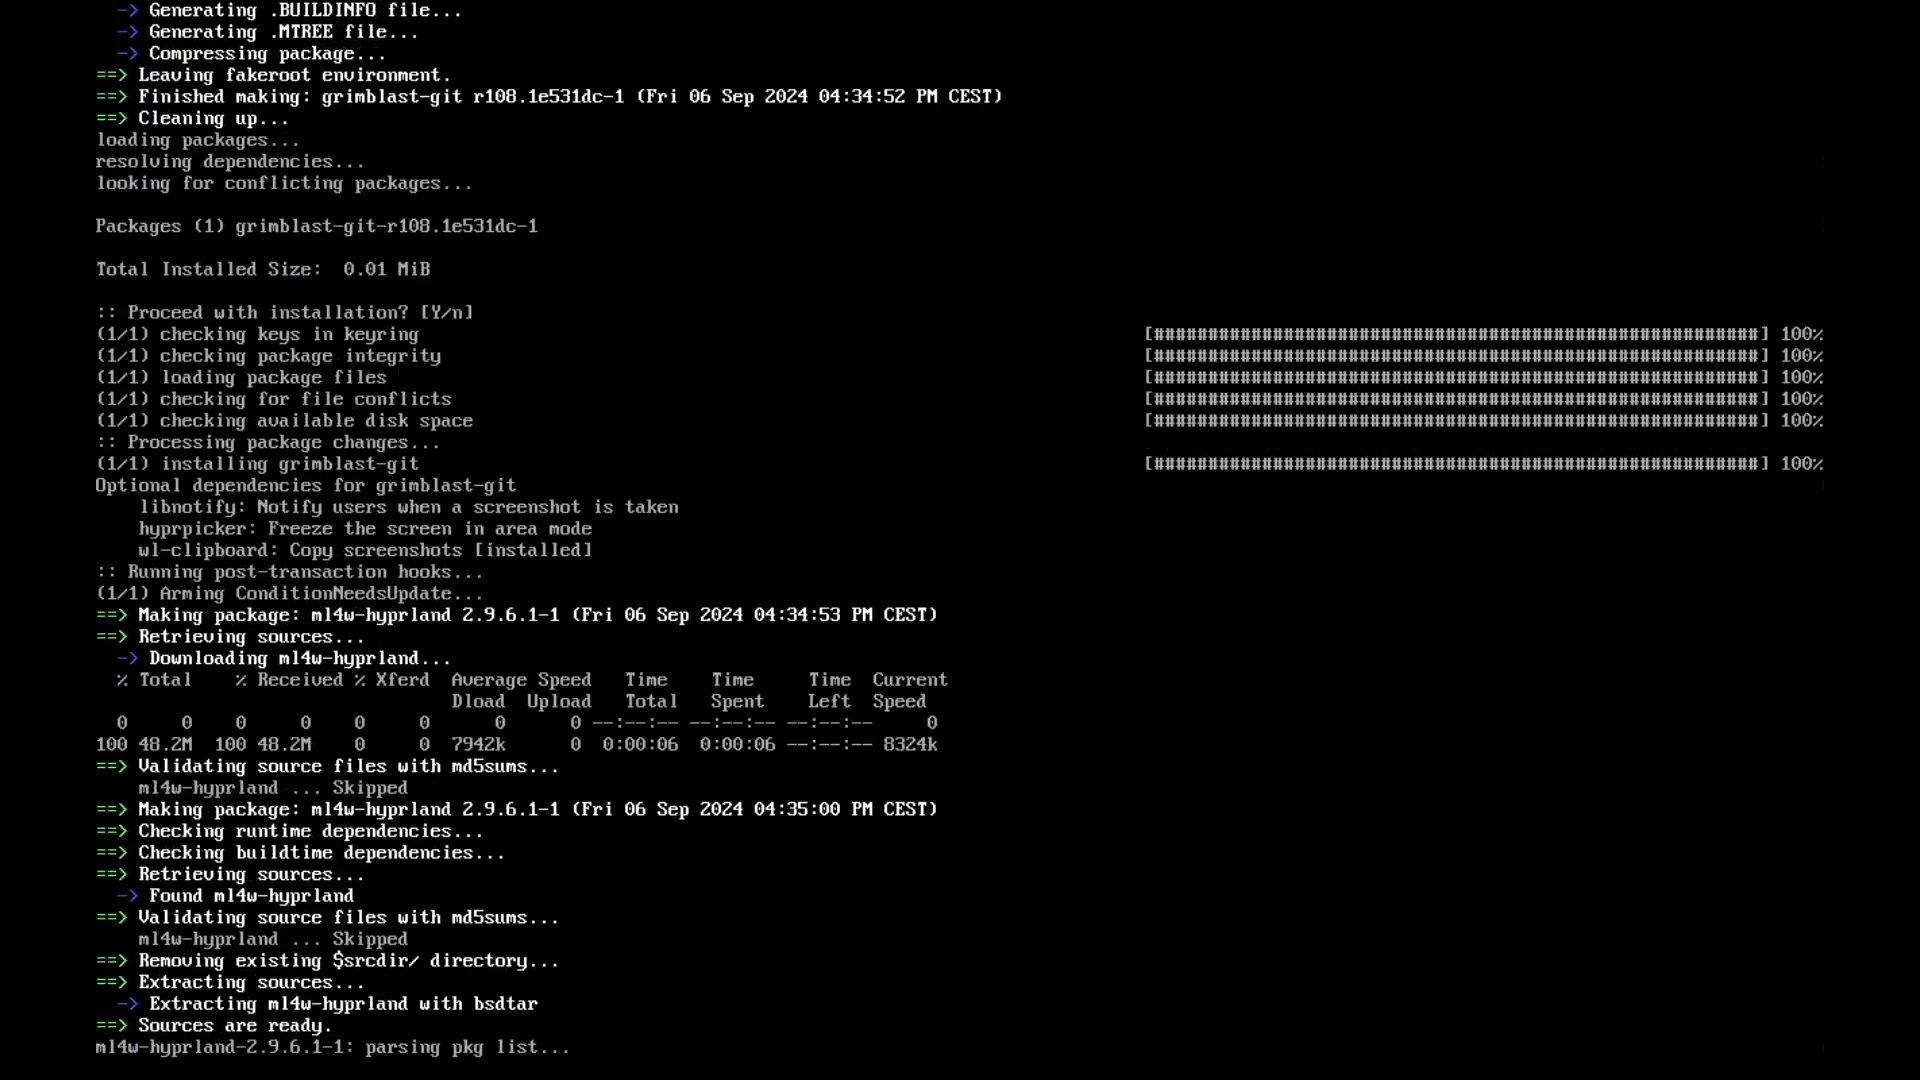 -> Generating .BUILDINFO file...
-> Generating .MTREE file...
-> Compressing package...
==> Leaving fakeroot environment.
==> Finished making: grimblast-git r108.1e531dc-1 (Fri 06 Sep 2024 04:34:52 PM CEST)
==> Cleaning up...
loading packages...
resolving dependencies...
looking for conflicting packages...
Packages (1) grimblast-git-r108.1e531dc-1
Total Installed Size:  0.01 MiB
:: Proceed with installation? [Y/n]
(1/1) checking keys in keyring [########################################################] 100%
(1/1) checking package integrity [########################################################] 100%
(1/1) loading package files [########################################################] 100%
(1/1) checking for file conflicts [########################################################] 100%
(1/1) checking available disk space [########################################################] 100%
:: Processing package changes...
(1/1) installing grimblast-git [########################################################] 100%
Optional dependencies for grimblast-git
libnotify: Notify users when a screenshot is taken
hyprpicker: Freeze the screen in area mode
wl-clipboard: Copy screenshots [installed]
:: Running post-transaction hooks...
(1/1) Arming ConditionNeedsUpdate...
==> Making package: ml4w-hyprland 2.9.6.1-1 (Fri 06 Sep 2024 04:34:53 PM CEST)
==> Retrieving sources...
-> Downloading ml4w-hyprland...
% Total    % Received % Xferd  Average Speed   Time    Time     Time  Current
Dload  Upload   Total   Spent    Left  Speed
0     0    0     0    0     0      0      0 --:--:-- --:--:-- --:--:--     0
100 48.2M  100 48.2M    0     0  7942k      0  0:00:06  0:00:06 --:--:-- 8324k
==> Validating source files with md5sums...
ml4w-hyprland ... Skipped
==> Making package: ml4w-hyprland 2.9.6.1-1 (Fri 06 Sep 2024 04:35:00 PM CEST)
==> Checking runtime dependencies...
==> Checking buildtime dependencies...
==> Retrieving sources...
-> Found ml4w-hyprland
==> Validating source files with md5sums...
ml4w-hyprland ... Skipped
==> Removing existing $srcdir/ directory...
==> Extracting sources...
-> Extracting ml4w-hyprland with bsdtar
==> Sources are ready.
ml4w-hyprland-2.9.6.1-1: parsing pkg list...